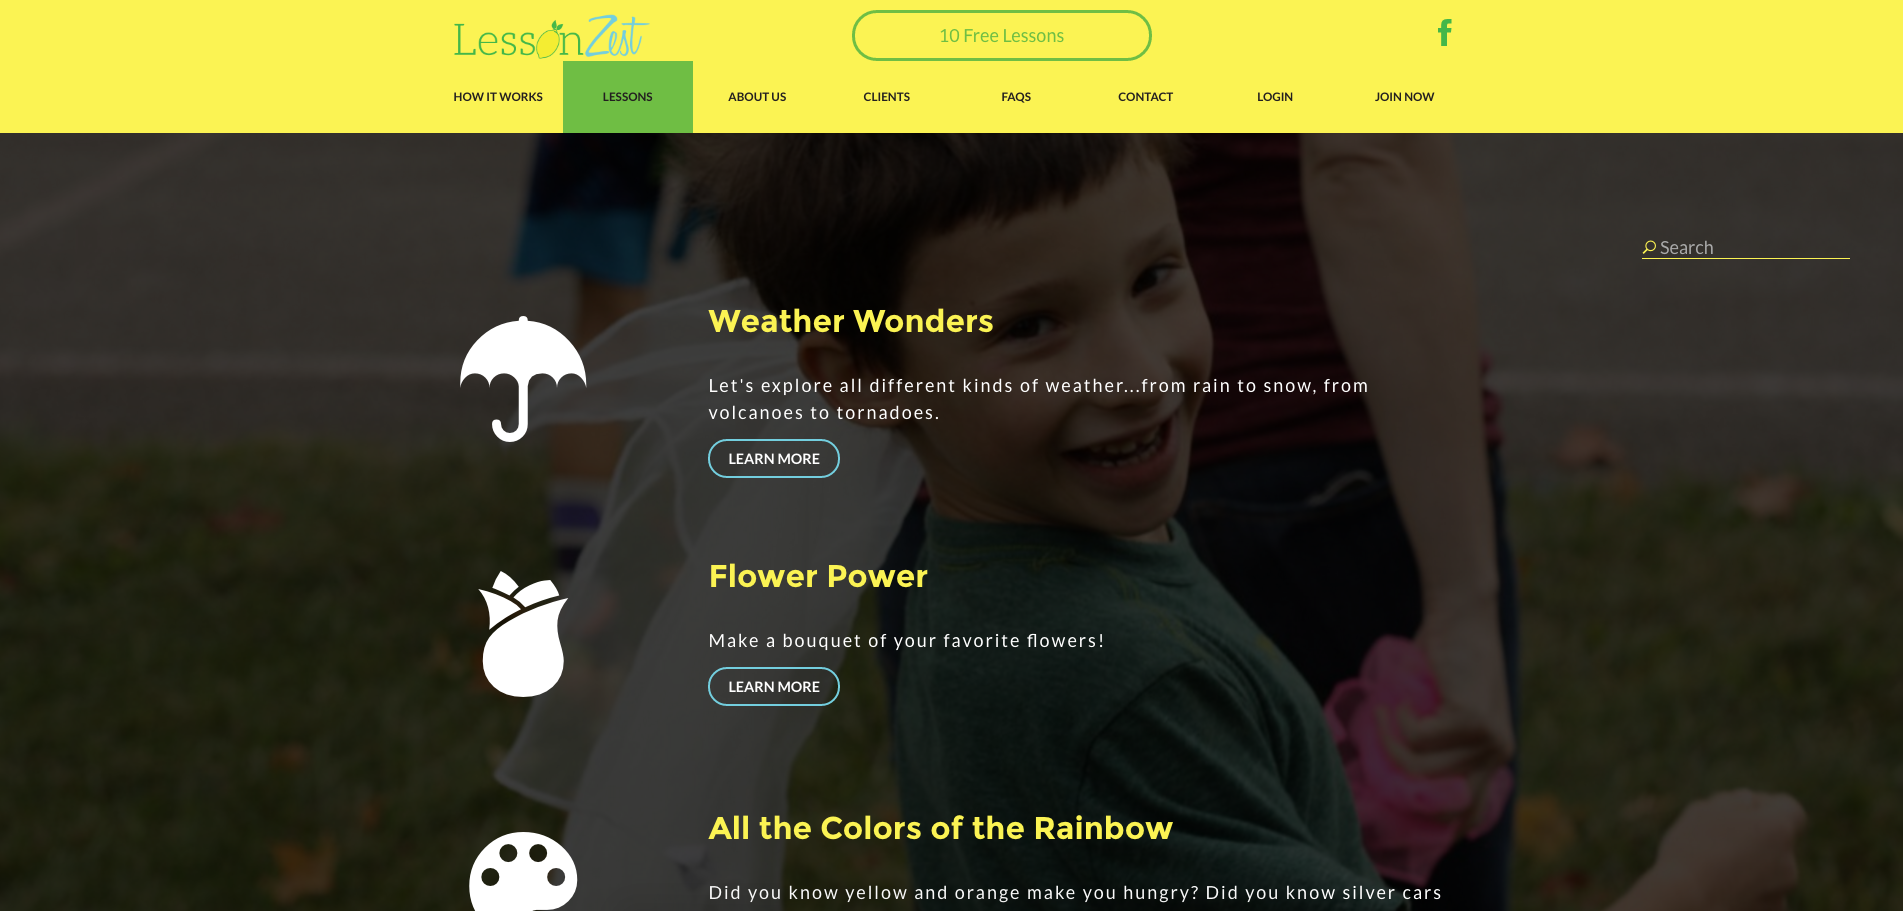 LessonZest
10 Free Lessons
HOW IT WORKS
LESSONS
ABOUT US
CLIENTS
FAQS
CONTACT
LOGIN
JOIN NOW
Search
Weather Wonders
Let's explore all different kinds of weather...from rain to snow, from
volcanoes to tornadoes.
LEARN MORE
Flower Power
Make a bouquet of your favorite flowers!
LEARN MORE
All the Colors of the Rainbow
Did you know yellow and orange make you hungry? Did you know silver cars